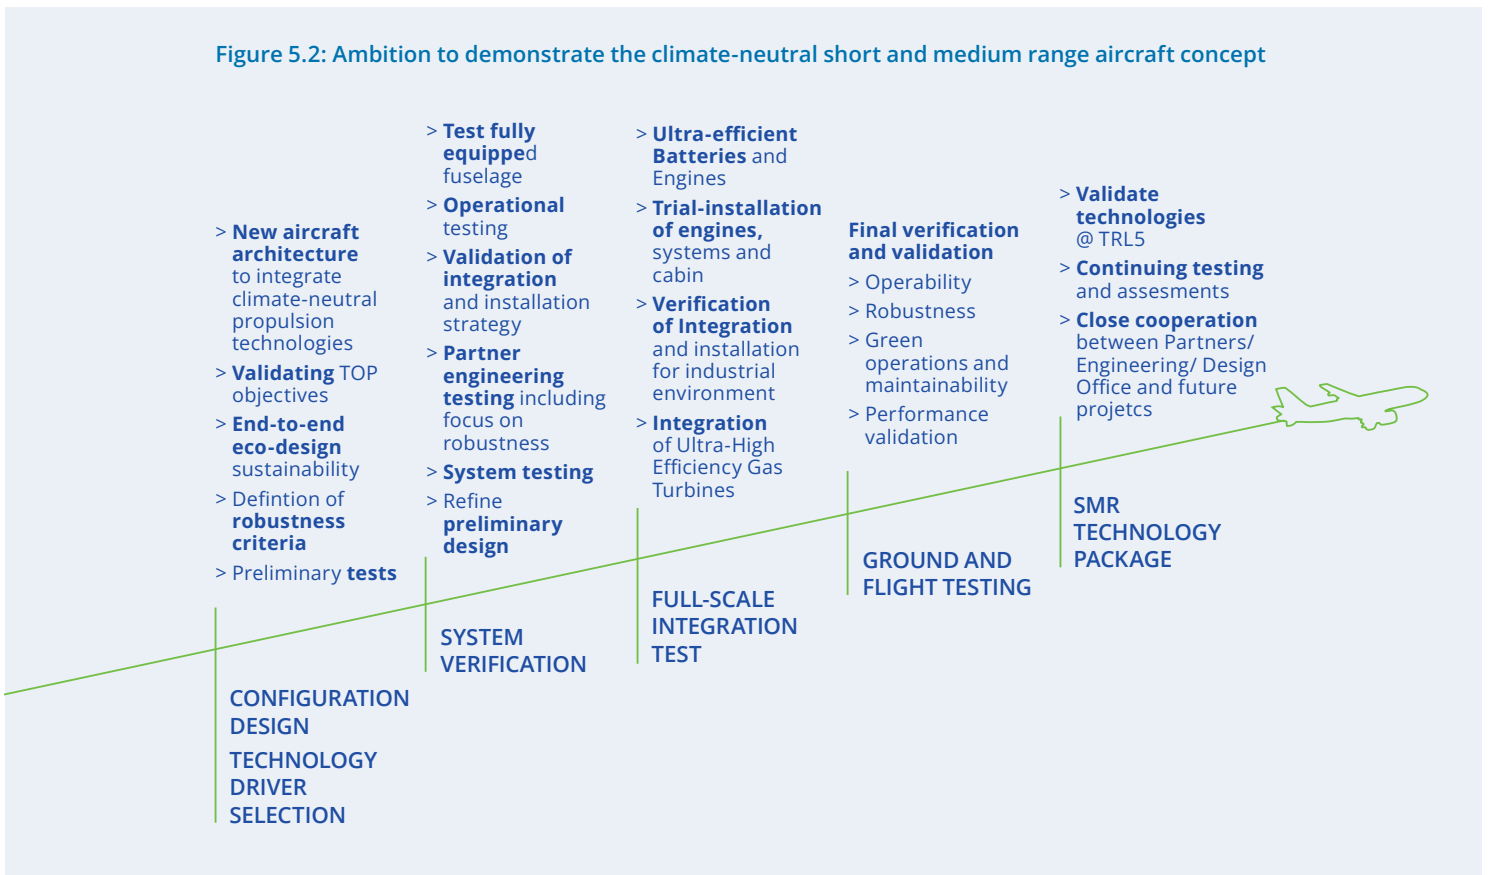 Figure 5.2: Ambition to demonstrate the climate-neutral short and medium range aircraft concept
> New aircraft
architecture
to integrate
climate-neutral
propulsion
technologies
> Validating TOP
objectives
> End-to-end
eco-design
sustainability
> Defintion of
robustness
criteria
> Preliminary tests
CONFIGURATION
DESIGN
TECHNOLOGY
DRIVER
SELECTION
> Test fully
equipped
fuselage
> Operational
testing
> Validation of
integration
and installation
strategy
> Partner
engineering
testing including
focus on
robustness
> System testing
> Refine
preliminary
design
SYSTEM
VERIFICATION
> Ultra-efficient
Batteries and
Engines
> Trial-installation
of engines,
systems and
cabin
> Verification
of Integration
and installation
for industrial
environment
> Integration
of Ultra-High
Efficiency Gas
Turbines
FULL-SCALE
INTEGRATION
TEST
Final verification
and validation
> Operability
> Robustness
> Green
operations and
maintainability
> Performance
validation
GROUND AND
FLIGHT TESTING
> Validate
technologies
@ TRL5
> Continuing testing
and assesments
> Close cooperation
between Partners/
Engineering/ Design
Office and future
projetcs
SMR
TECHNOLOGY
PACKAGE